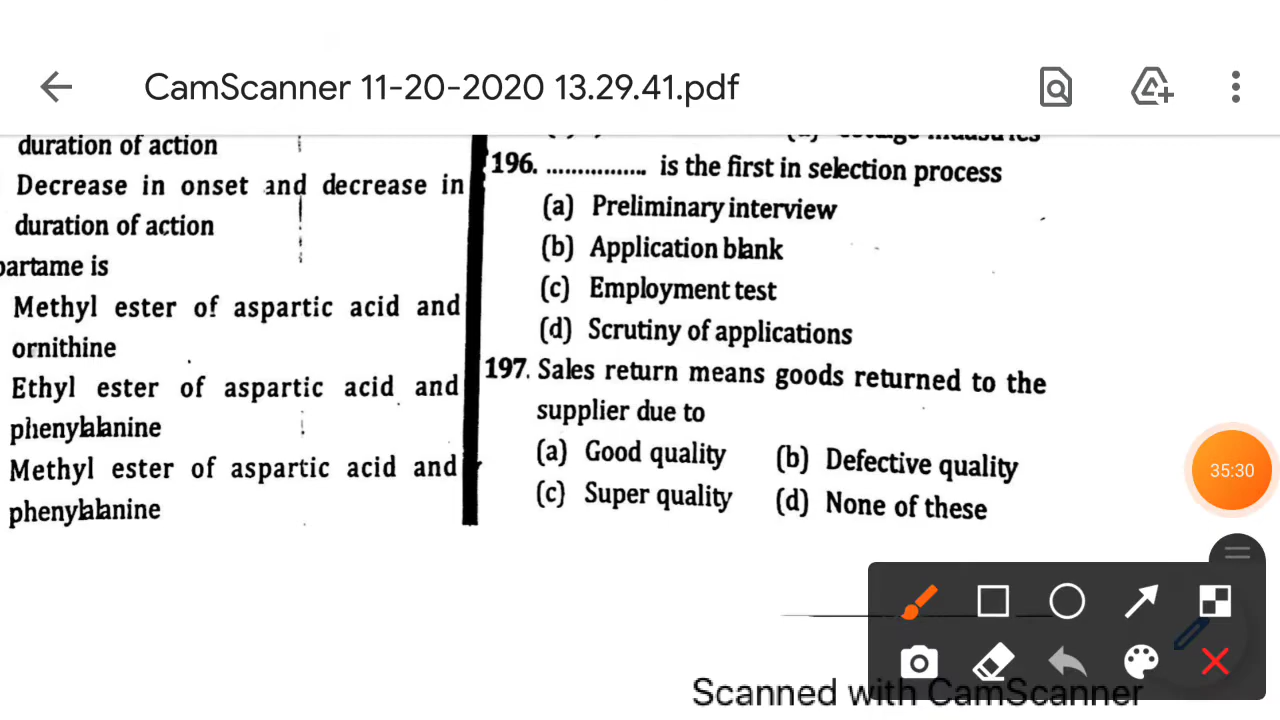 CamScanner 11-20-2020 13.29.41.pdf
duration of action
Decrease in onset and decrease in
duration of action
partame is
Methyl ester of aspartic acid and
ornithine
Ethyl ester of aspartic acid and
phenylalanine
Methyl ester of aspartic acid and
phenylalanine
196. ................ is the first in selection process
(a) Preliminary interview
(b) Application blank
(c) Employment test
(d) Scrutiny of applications
197. Sales return means goods returned to the
supplier due to
(a) Good quality (b) Defective quality
(c) Super quality (d) None of these
35:30
Scanned with CamScanner